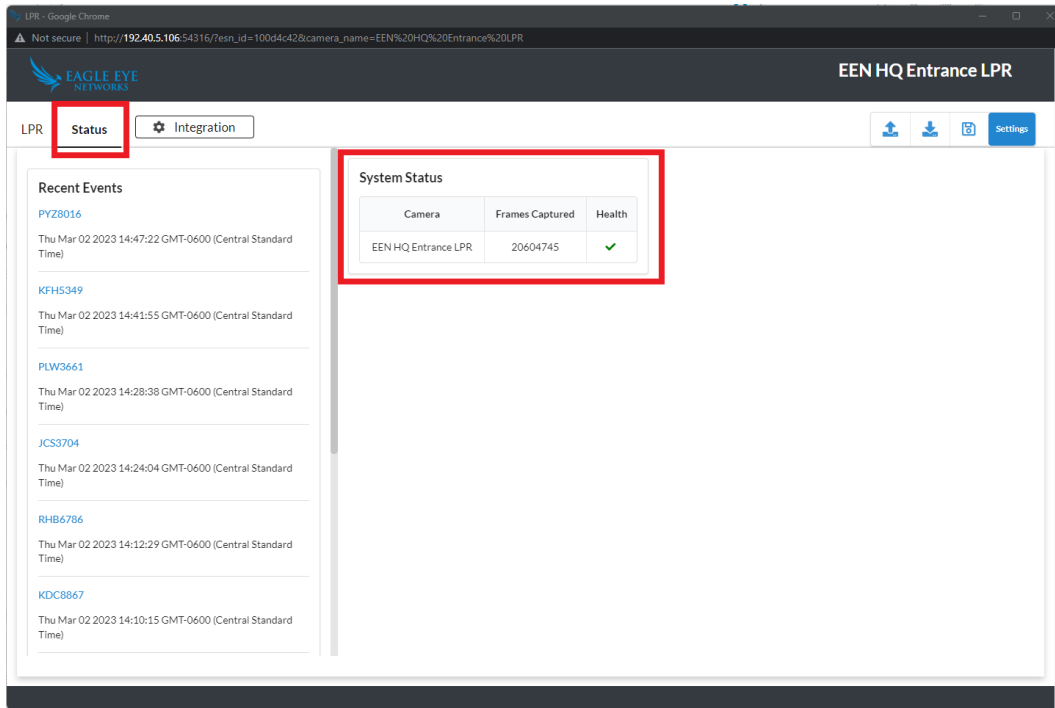 LPR - Google Chrome
Not secure | http://192.40.5.106:54316/?esn_id=100d4c42&camera_name=EEN%20HQ%20Entrance%20LPR
EAGLE EYE
NETWORKS
EEN HQ Entrance LPR
LPR
Status
Integration
Settings
Recent Events
PYZ8016
Thu Mar 02 2023 14:47:22 GMT-0600 (Central Standard
Time)
KFH5349
Thu Mar 02 2023 14:41:55 GMT-0600 (Central Standard
Time)
PLW3661
Thu Mar 02 2023 14:28:38 GMT-0600 (Central Standard
Time)
JCS3704
Thu Mar 02 2023 14:24:04 GMT-0600 (Central Standard
Time)
RHB6786
Thu Mar 02 2023 14:12:29 GMT-0600 (Central Standard
Time)
KDC8867
Thu Mar 02 2023 14:10:15 GMT-0600 (Central Standard
Time)
System Status
Camera Frames Captured Health
EEN HQ Entrance LPR 20604745